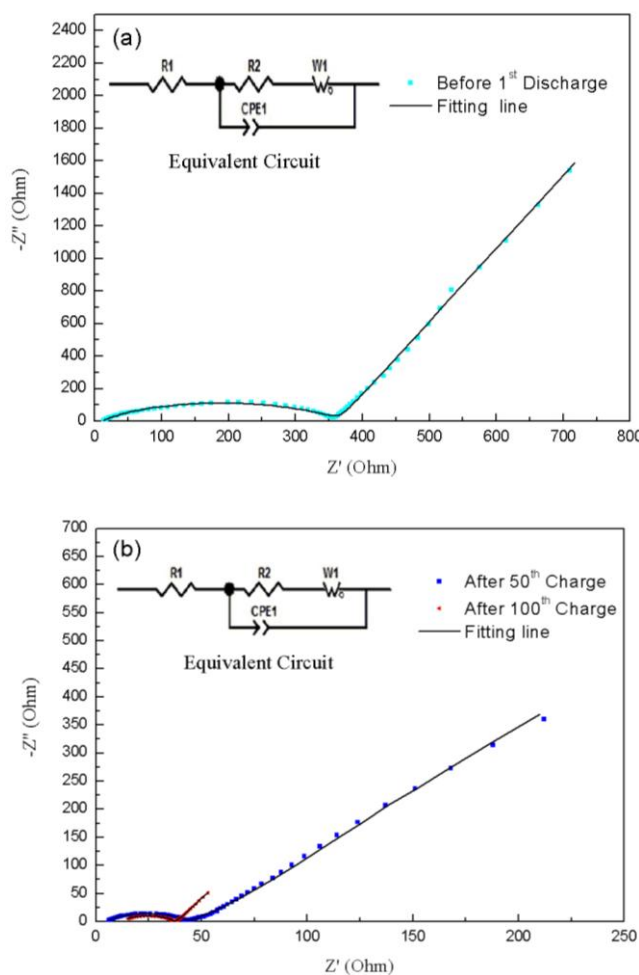 (a)
2400
2200
2000
1800
1600
1400
1200
1000
800
600
400
200
0
-Z" (Ohm)
R1 R2 W1
CPE1
Equivalent Circuit
Before 1st Discharge
Fitting line
0 100 200 300 400 500 600 700 800
Z' (Ohm)
(b)
700
650
600
550
500
450
400
350
300
250
200
150
100
50
0
-Z" (Ohm)
R1 R2 W1
CPE1
Equivalent Circuit
After 50th Charge
After 100th Charge
Fitting line
0 50 100 150 200 250
Z' (Ohm)